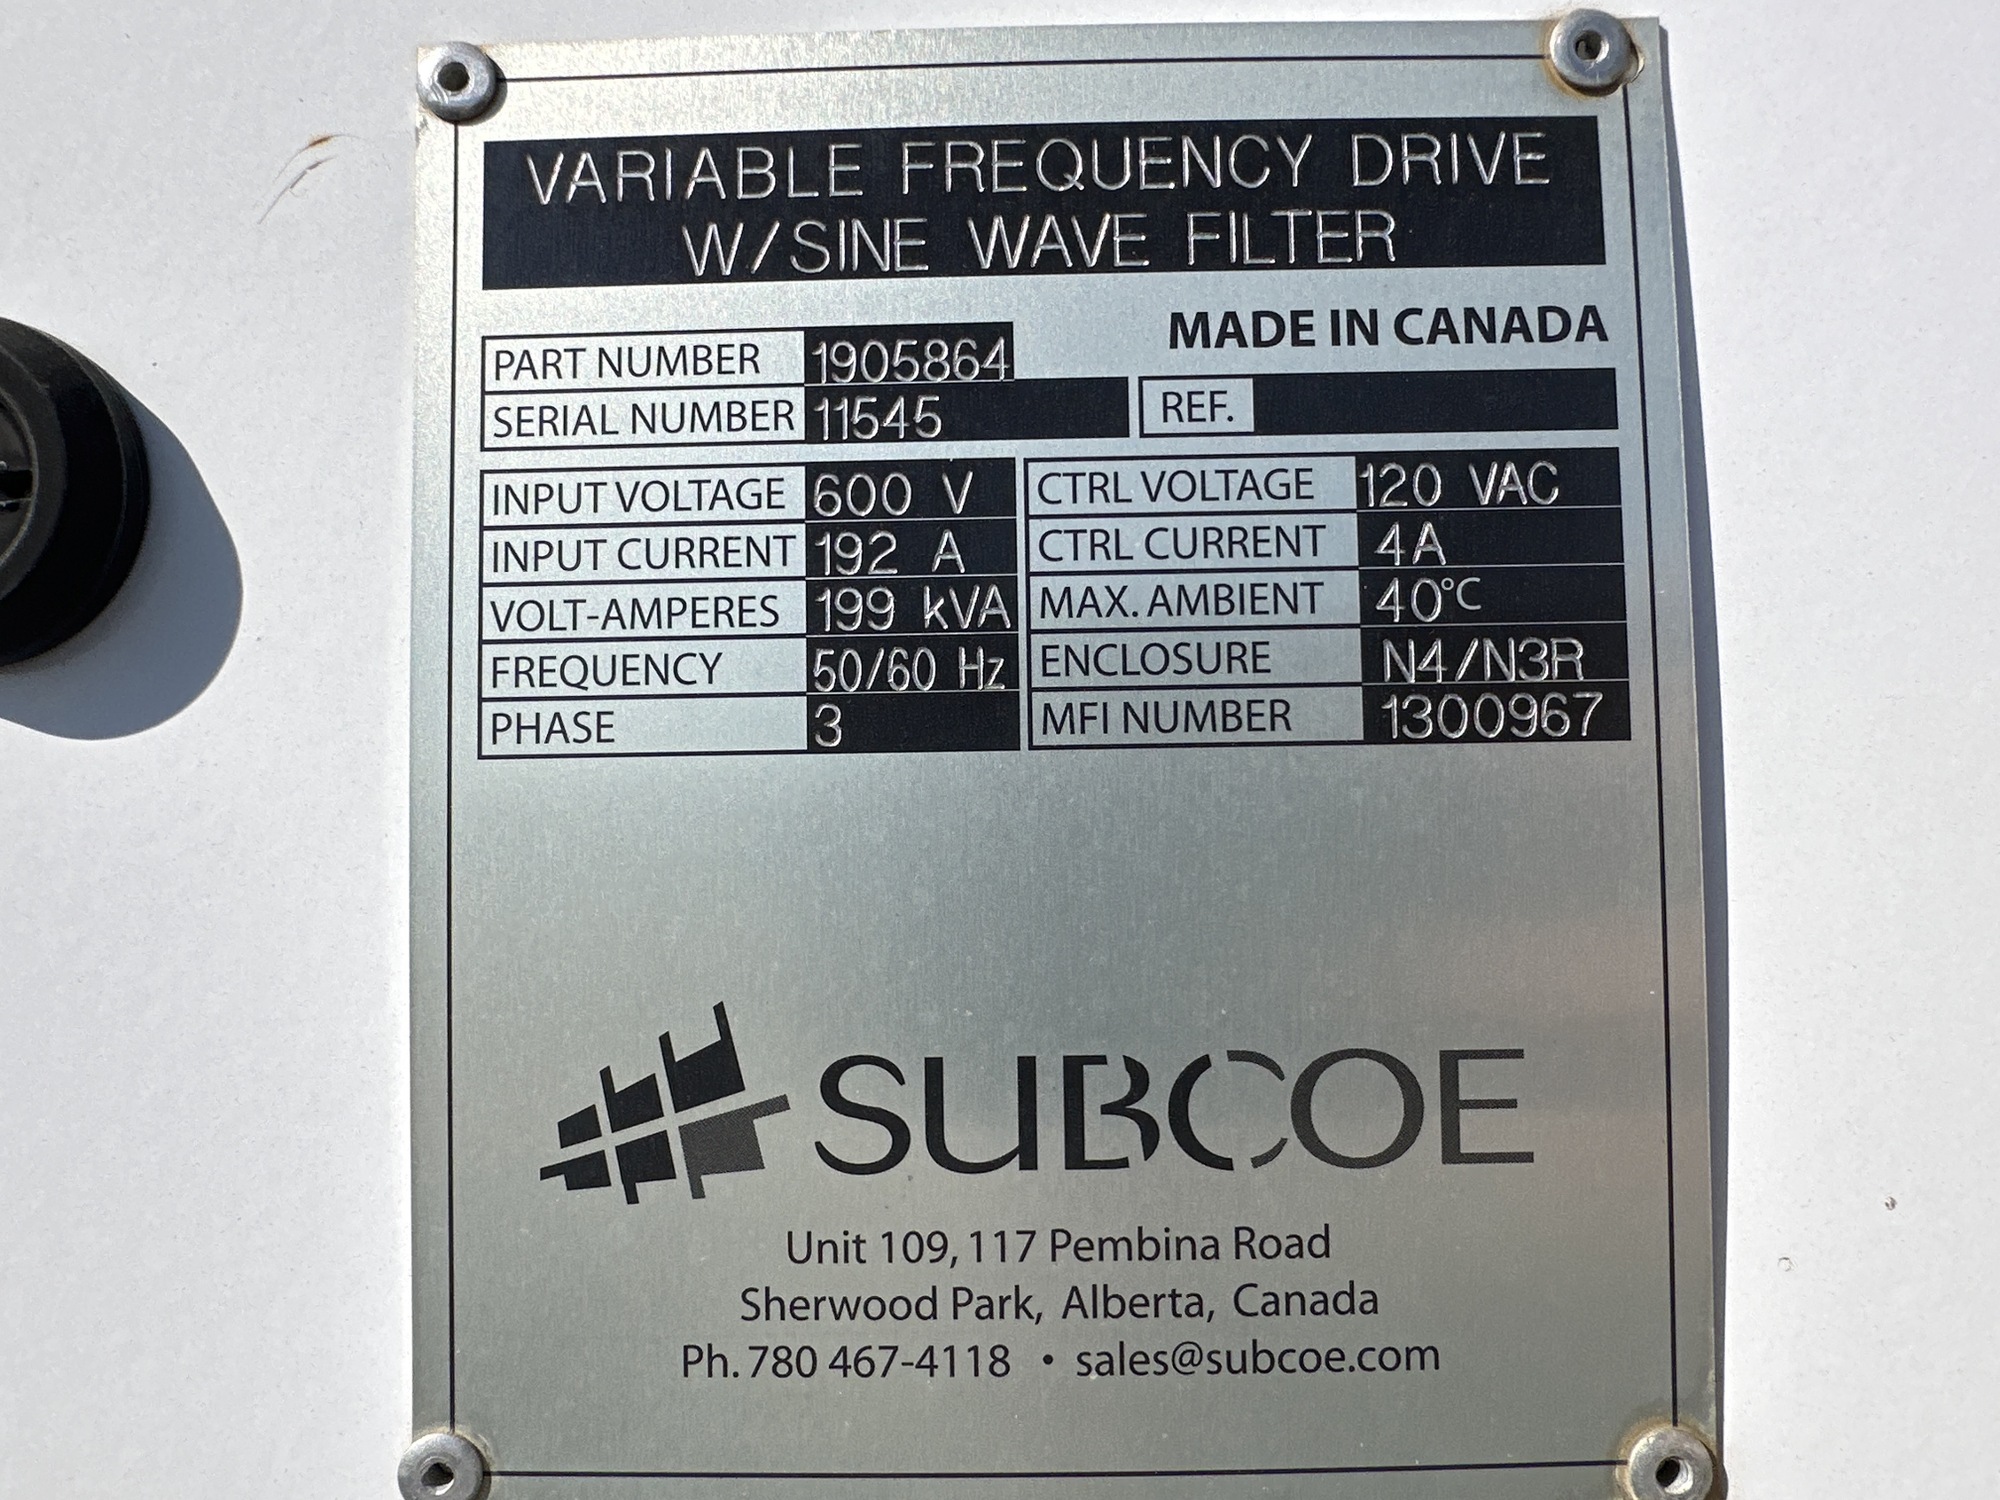 VARIABLE FREQUENCY DRIVE
W/SINE WAVE FILTER
MADE IN CANADA
PART NUMBER 1905864
SERIAL NUMBER 11545 REF.
INPUT VOLTAGE 600 V CTRL VOLTAGE 120 VAC
INPUT CURRENT 192 A CTRL CURRENT 4A
VOLT-AMPERES 199 kVA MAX. AMBIENT 40°C
FREQUENCY 50/60 Hz ENCLOSURE N4/N3R
PHASE 3 MFI NUMBER 1300967
SUBCOE
Unit 109, 117 Pembina Road
Sherwood Park, Alberta, Canada
Ph. 780 467-4118 • sales@subcoe.com